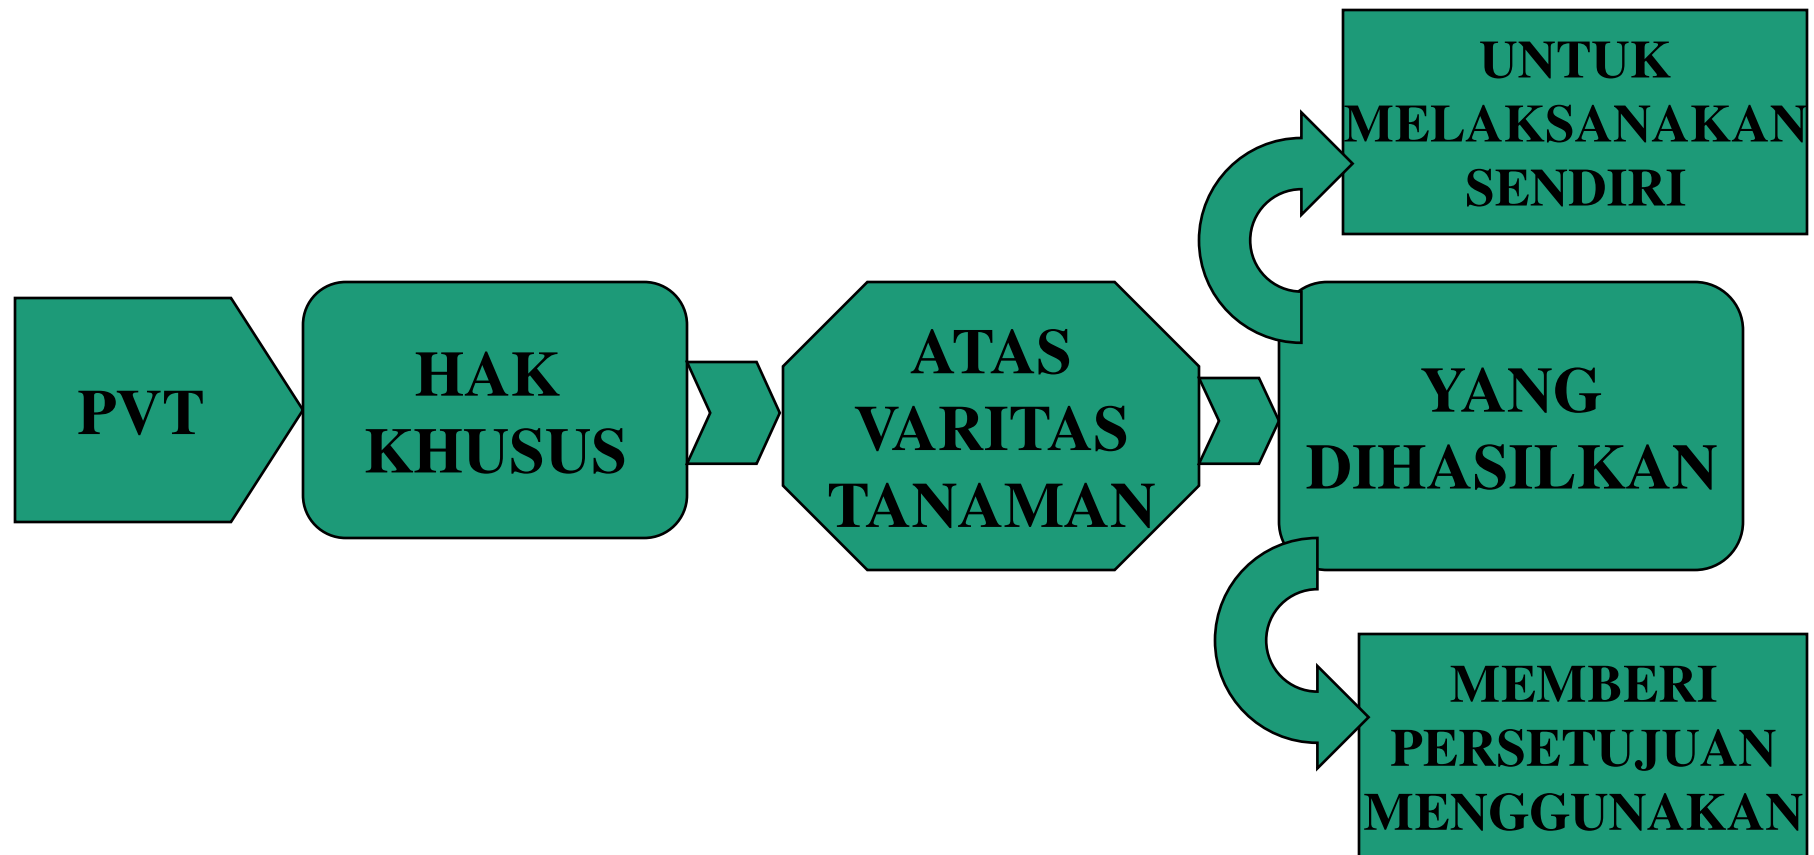 PVT
HAK
KHUSUS
ATAS
VARITAS
TANAMAN
YANG
DIHASILKAN
UNTUK
MELAKSANAKAN
SENDIRI
MEMBERI
PERSETUJUAN
MENGGUNAKAN